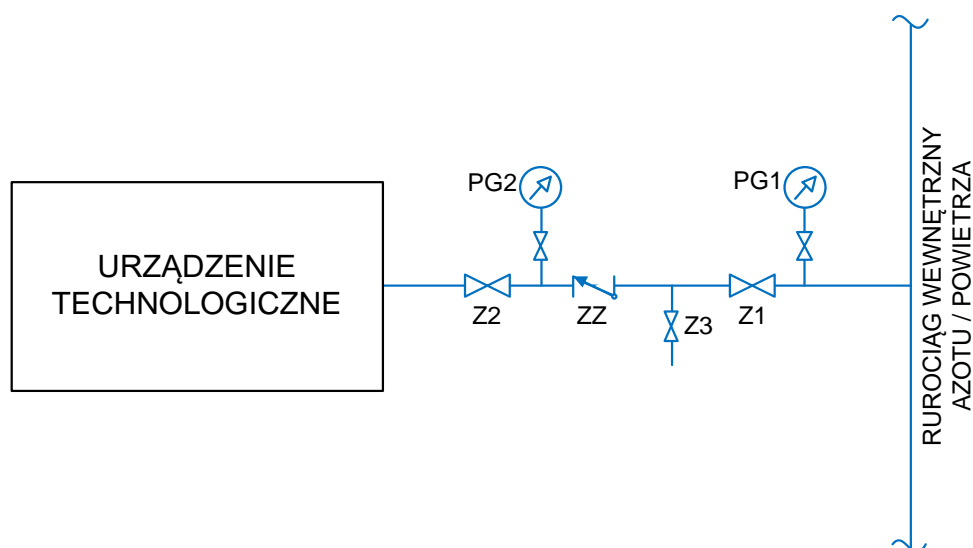 PG2
PG1
URZĄDZENIE
TECHNOLOGICZNE
Z2
ZZ
Z3
Z1
RUROCIĄG WEWNĘTRZNY
AZOTU / POWIETRZA